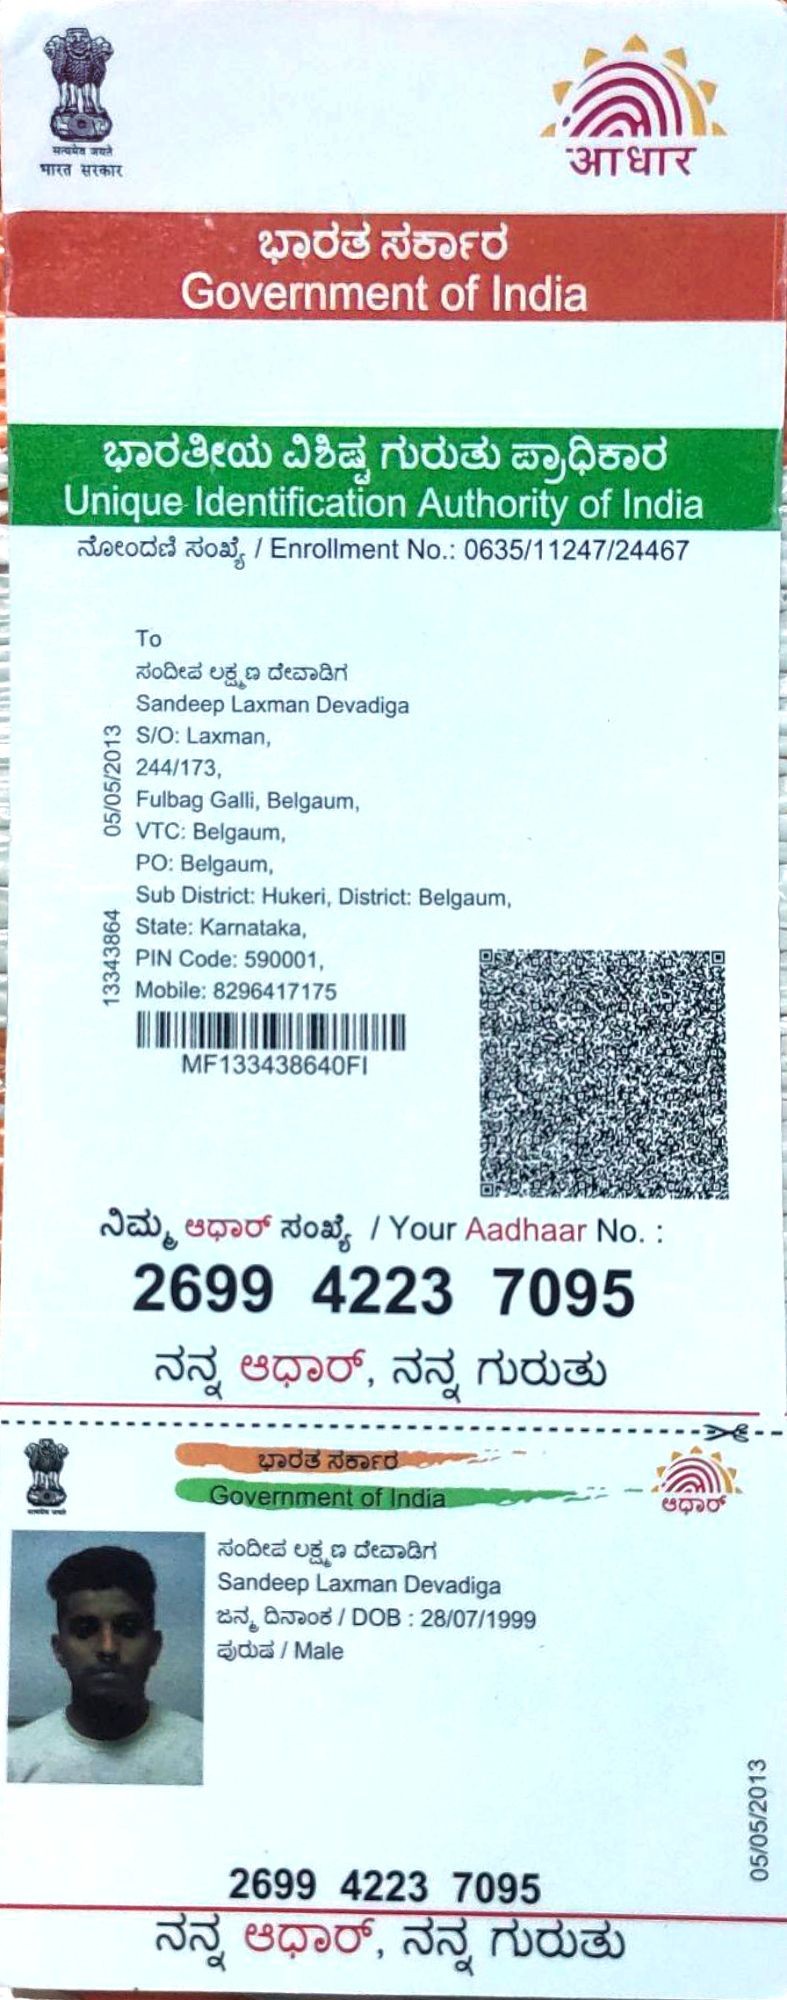 सत्यमेव जयते
भारत सरकार
आधार
ಭಾರತ ಸರ್ಕಾರ
Government of India
ಭಾರತೀಯ ವಿಶಿಷ್ಟ ಗುರುತು ಪ್ರಾಧಿಕಾರ
Unique Identification Authority of India
ನೋಂದಣಿ ಸಂಖ್ಯೆ / Enrollment No.: 0635/11247/24467
To
ಸಂದೀಪ ಲಕ್ಷ್ಮಣ ದೇವಾಡಿಗ
Sandeep Laxman Devadiga
S/O: Laxman,
244/173,
Fulbag Galli, Belgaum,
VTC: Belgaum,
PO: Belgaum,
Sub District: Hukeri, District: Belgaum,
State: Karnataka,
PIN Code: 590001,
Mobile: 8296417175
05/05/2013
13343864
MF133438640FI
ನಿಮ್ಮ ಆಧಾರ್ ಸಂಖ್ಯೆ / Your Aadhaar No. :
2699 4223 7095
ನನ್ನ ಆಧಾರ್, ನನ್ನ ಗುರುತು
ಭಾರತ ಸರ್ಕಾರ
Government of India
ಆಧಾರ್
ಸಂದೀಪ ಲಕ್ಷ್ಮಣ ದೇವಾಡಿಗ
Sandeep Laxman Devadiga
ಜನ್ಮ ದಿನಾಂಕ / DOB : 28/07/1999
ಪುರುಷ / Male
05/05/2013
2699 4223 7095
ನನ್ನ ಆಧಾರ್, ನನ್ನ ಗುರುತು